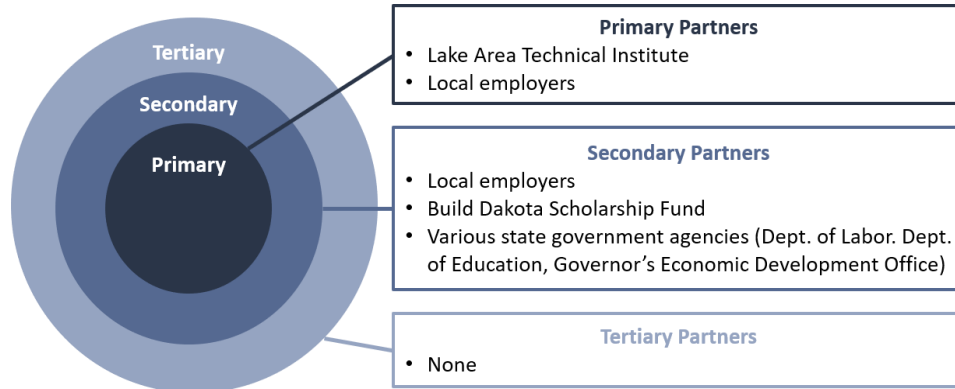 Tertiary
Secondary
Primary
Primary Partners
• Lake Area Technical Institute
• Local employers
Secondary Partners
• Local employers
• Build Dakota Scholarship Fund
• Various state government agencies (Dept. of Labor. Dept.
of Education, Governor's Economic Development Office)
Tertiary Partners
• None